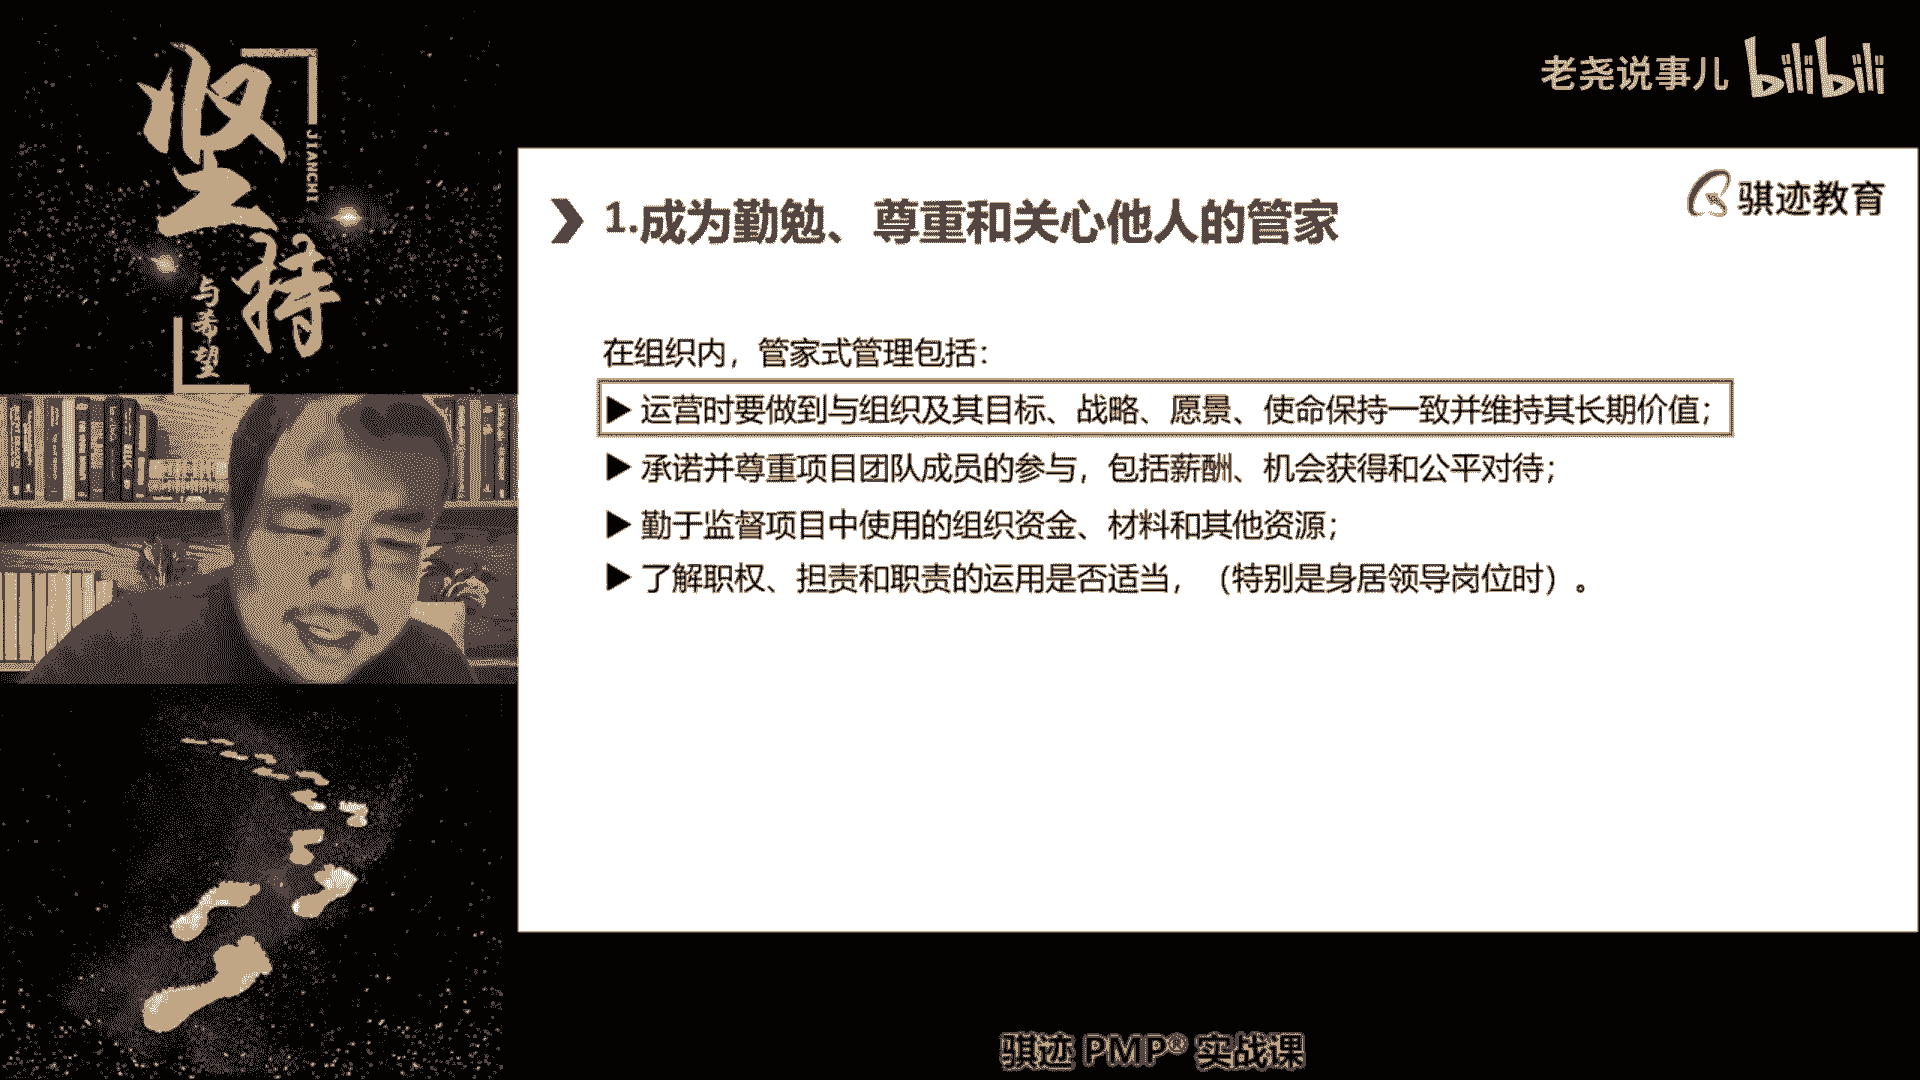 坚持
JIANCHI
与希望
老尧说事儿 bilibili
骐迹教育
1.成为勤勉、尊重和关心他人的管家
在组织内，管家式管理包括：
▶ 运营时要做到与组织及其目标、战略、愿景、使命保持一致并维持其长期价值；
▶ 承诺并尊重项目团队成员的参与，包括薪酬、机会获得和公平对待；
▶ 勤于监督项目中使用的组织资金、材料和其他资源；
▶ 了解职权、担责和职责的运用是否适当，（特别是身居领导岗位时）。
骐迹 PMP® 实战课